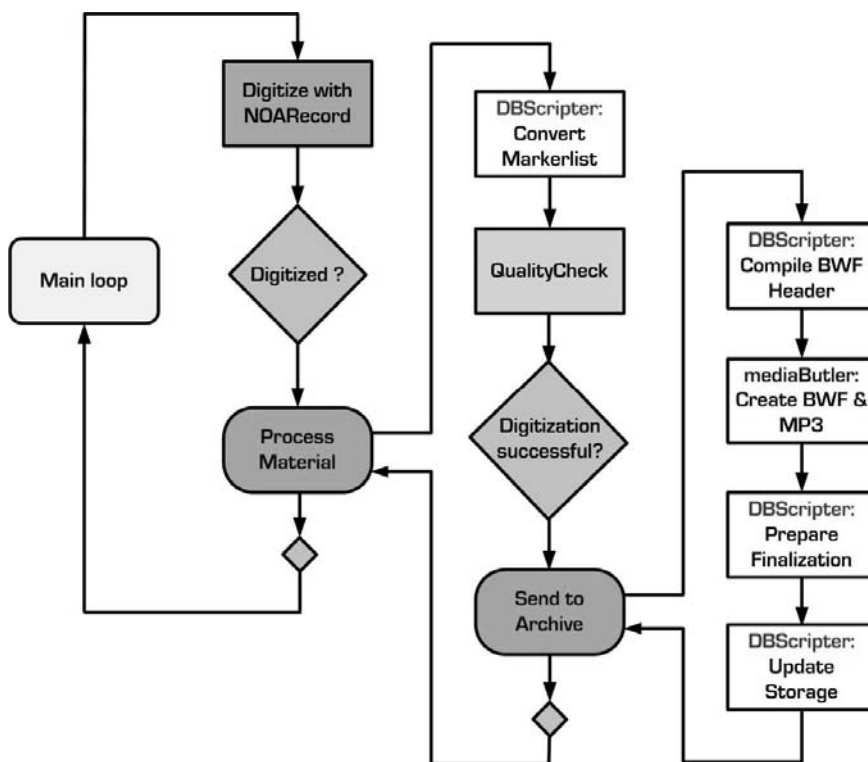 Main loop
Digitize with
NOARecord
Digitized ?
Process
Material
DBScripter:
Convert
Markerlist
QualityCheck
Digitization
successful?
Send to
Archive
DBScripter:
Compile BWF
Header
mediaButler:
Create BWF &
MP3
DBScripter:
Prepare
Finalization
DBScripter:
Update
Storage